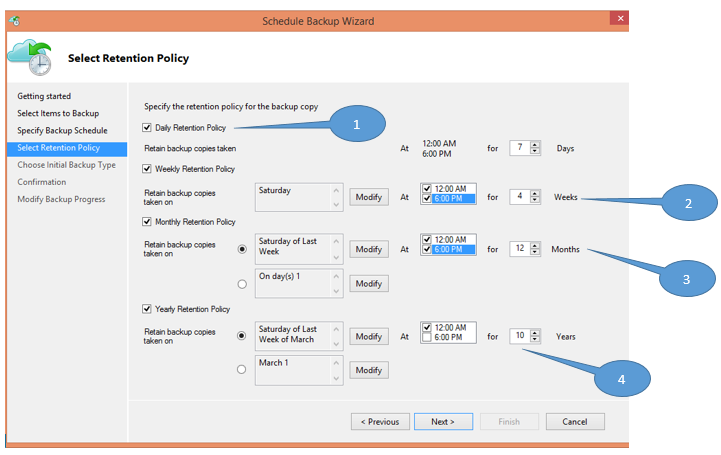 Schedule Backup Wizard
Select Retention Policy
Getting started
Select Items to Backup
Specify Backup Schedule
Select Retention Policy
Choose Initial Backup Type
Confirmation
Modify Backup Progress
Specify the retention policy for the backup copy
Daily Retention Policy
1
Retain backup copies taken At 12:00 AM for 7 Days
6:00 PM
Weekly Retention Policy
Retain backup copies taken on Saturday Modify At 12:00 AM for 4 Weeks
6:00 PM
2
Monthly Retention Policy
Retain backup copies taken on Saturday of Last Week Modify At 12:00 AM for 12 Months
6:00 PM
3
On day(s) 1 Modify
Yearly Retention Policy
Retain backup copies taken on Saturday of Last Week of March Modify At 12:00 AM for 10 Years
6:00 PM
4
March 1 Modify
< Previous Next > Finish Cancel